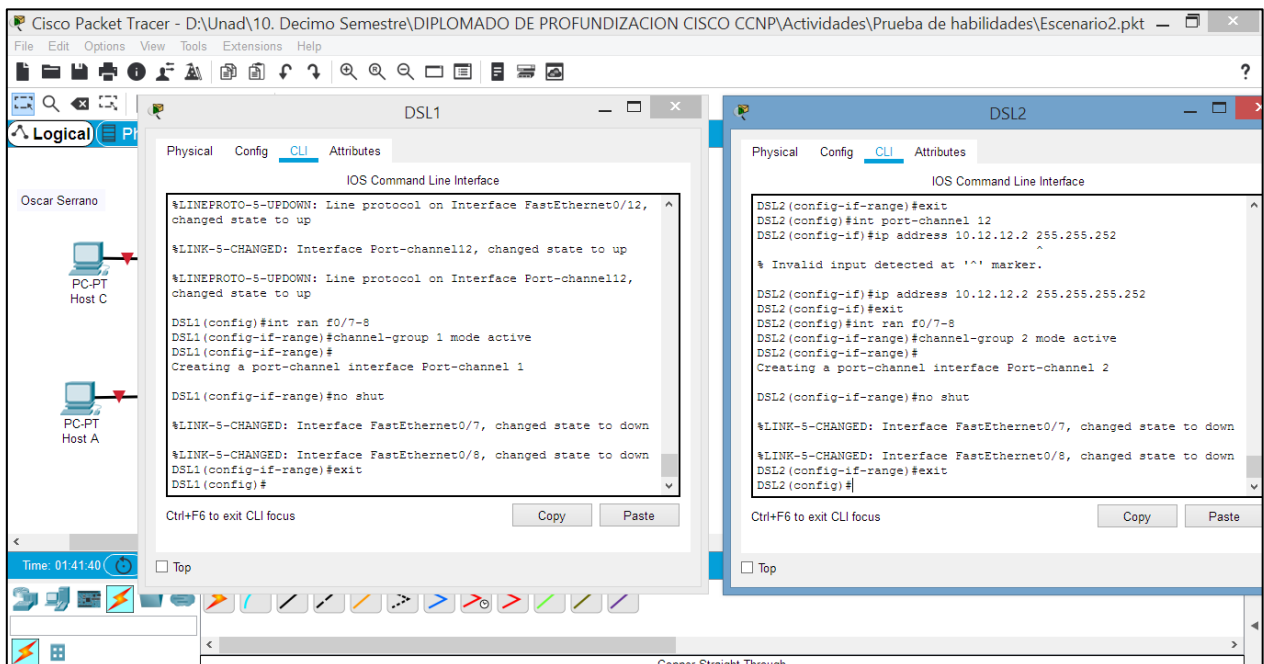 Cisco Packet Tracer - D:\Unad\10. Decimo Semestre\DIPLOMADO DE PROFUNDIZACION CISCO CCNP\Actividades\Prueba de habilidades\Escenario2.pkt
File Edit Options View Tools Extensions Help
?
Logical
Oscar Serrano
PC-PT
Host C
PC-PT
Host A
DSL1
Physical Config CLI Attributes
IOS Command Line Interface
%LINEPROTO-5-UPDOWN: Line protocol on Interface FastEthernet0/12,
changed state to up
%LINK-5-CHANGED: Interface Port-channel12, changed state to up
%LINEPROTO-5-UPDOWN: Line protocol on Interface Port-channel12,
changed state to up
DSL1(config)#int ran f0/7-8
DSL1(config-if-range)#channel-group 1 mode active
DSL1(config-if-range)#
Creating a port-channel interface Port-channel 1
DSL1(config-if-range)#no shut
%LINK-5-CHANGED: Interface FastEthernet0/7, changed state to down
%LINK-5-CHANGED: Interface FastEthernet0/8, changed state to down
DSL1(config-if-range)#exit
DSL1(config)#
Ctrl+F6 to exit CLI focus
Copy Paste
Top
DSL2
Physical Config CLI Attributes
IOS Command Line Interface
DSL2(config-if-range)#exit
DSL2(config)#int port-channel 12
DSL2(config-if)#ip address 10.12.12.2 255.255.252
^
% Invalid input detected at '^' marker.
DSL2(config-if)#ip address 10.12.12.2 255.255.255.252
DSL2(config-if)#exit
DSL2(config)#int ran f0/7-8
DSL2(config-if-range)#channel-group 2 mode active
DSL2(config-if-range)#
Creating a port-channel interface Port-channel 2
DSL2(config-if-range)#no shut
%LINK-5-CHANGED: Interface FastEthernet0/7, changed state to down
%LINK-5-CHANGED: Interface FastEthernet0/8, changed state to down
DSL2(config-if-range)#exit
DSL2(config)#
Ctrl+F6 to exit CLI focus
Copy Paste
Top
Time: 01:41:40
Copper Straight-Through